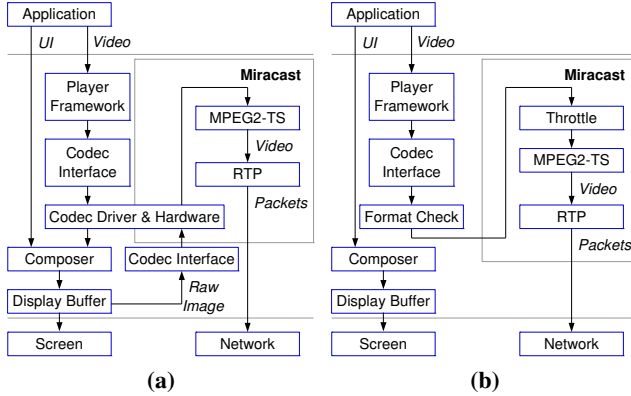 Application
UI
Video
Miracast
Player
Framework
MPEG2-TS
Video
Codec
Interface
RTP
Packets
Codec Driver & Hardware
Composer
Codec Interface
Raw
Image
Display Buffer
Screen
Network
(a)
Application
UI
Video
Miracast
Player
Framework
Throttle
Codec
Interface
MPEG2-TS
Video
Format Check
RTP
Packets
Composer
Display Buffer
Screen
Network
(b)